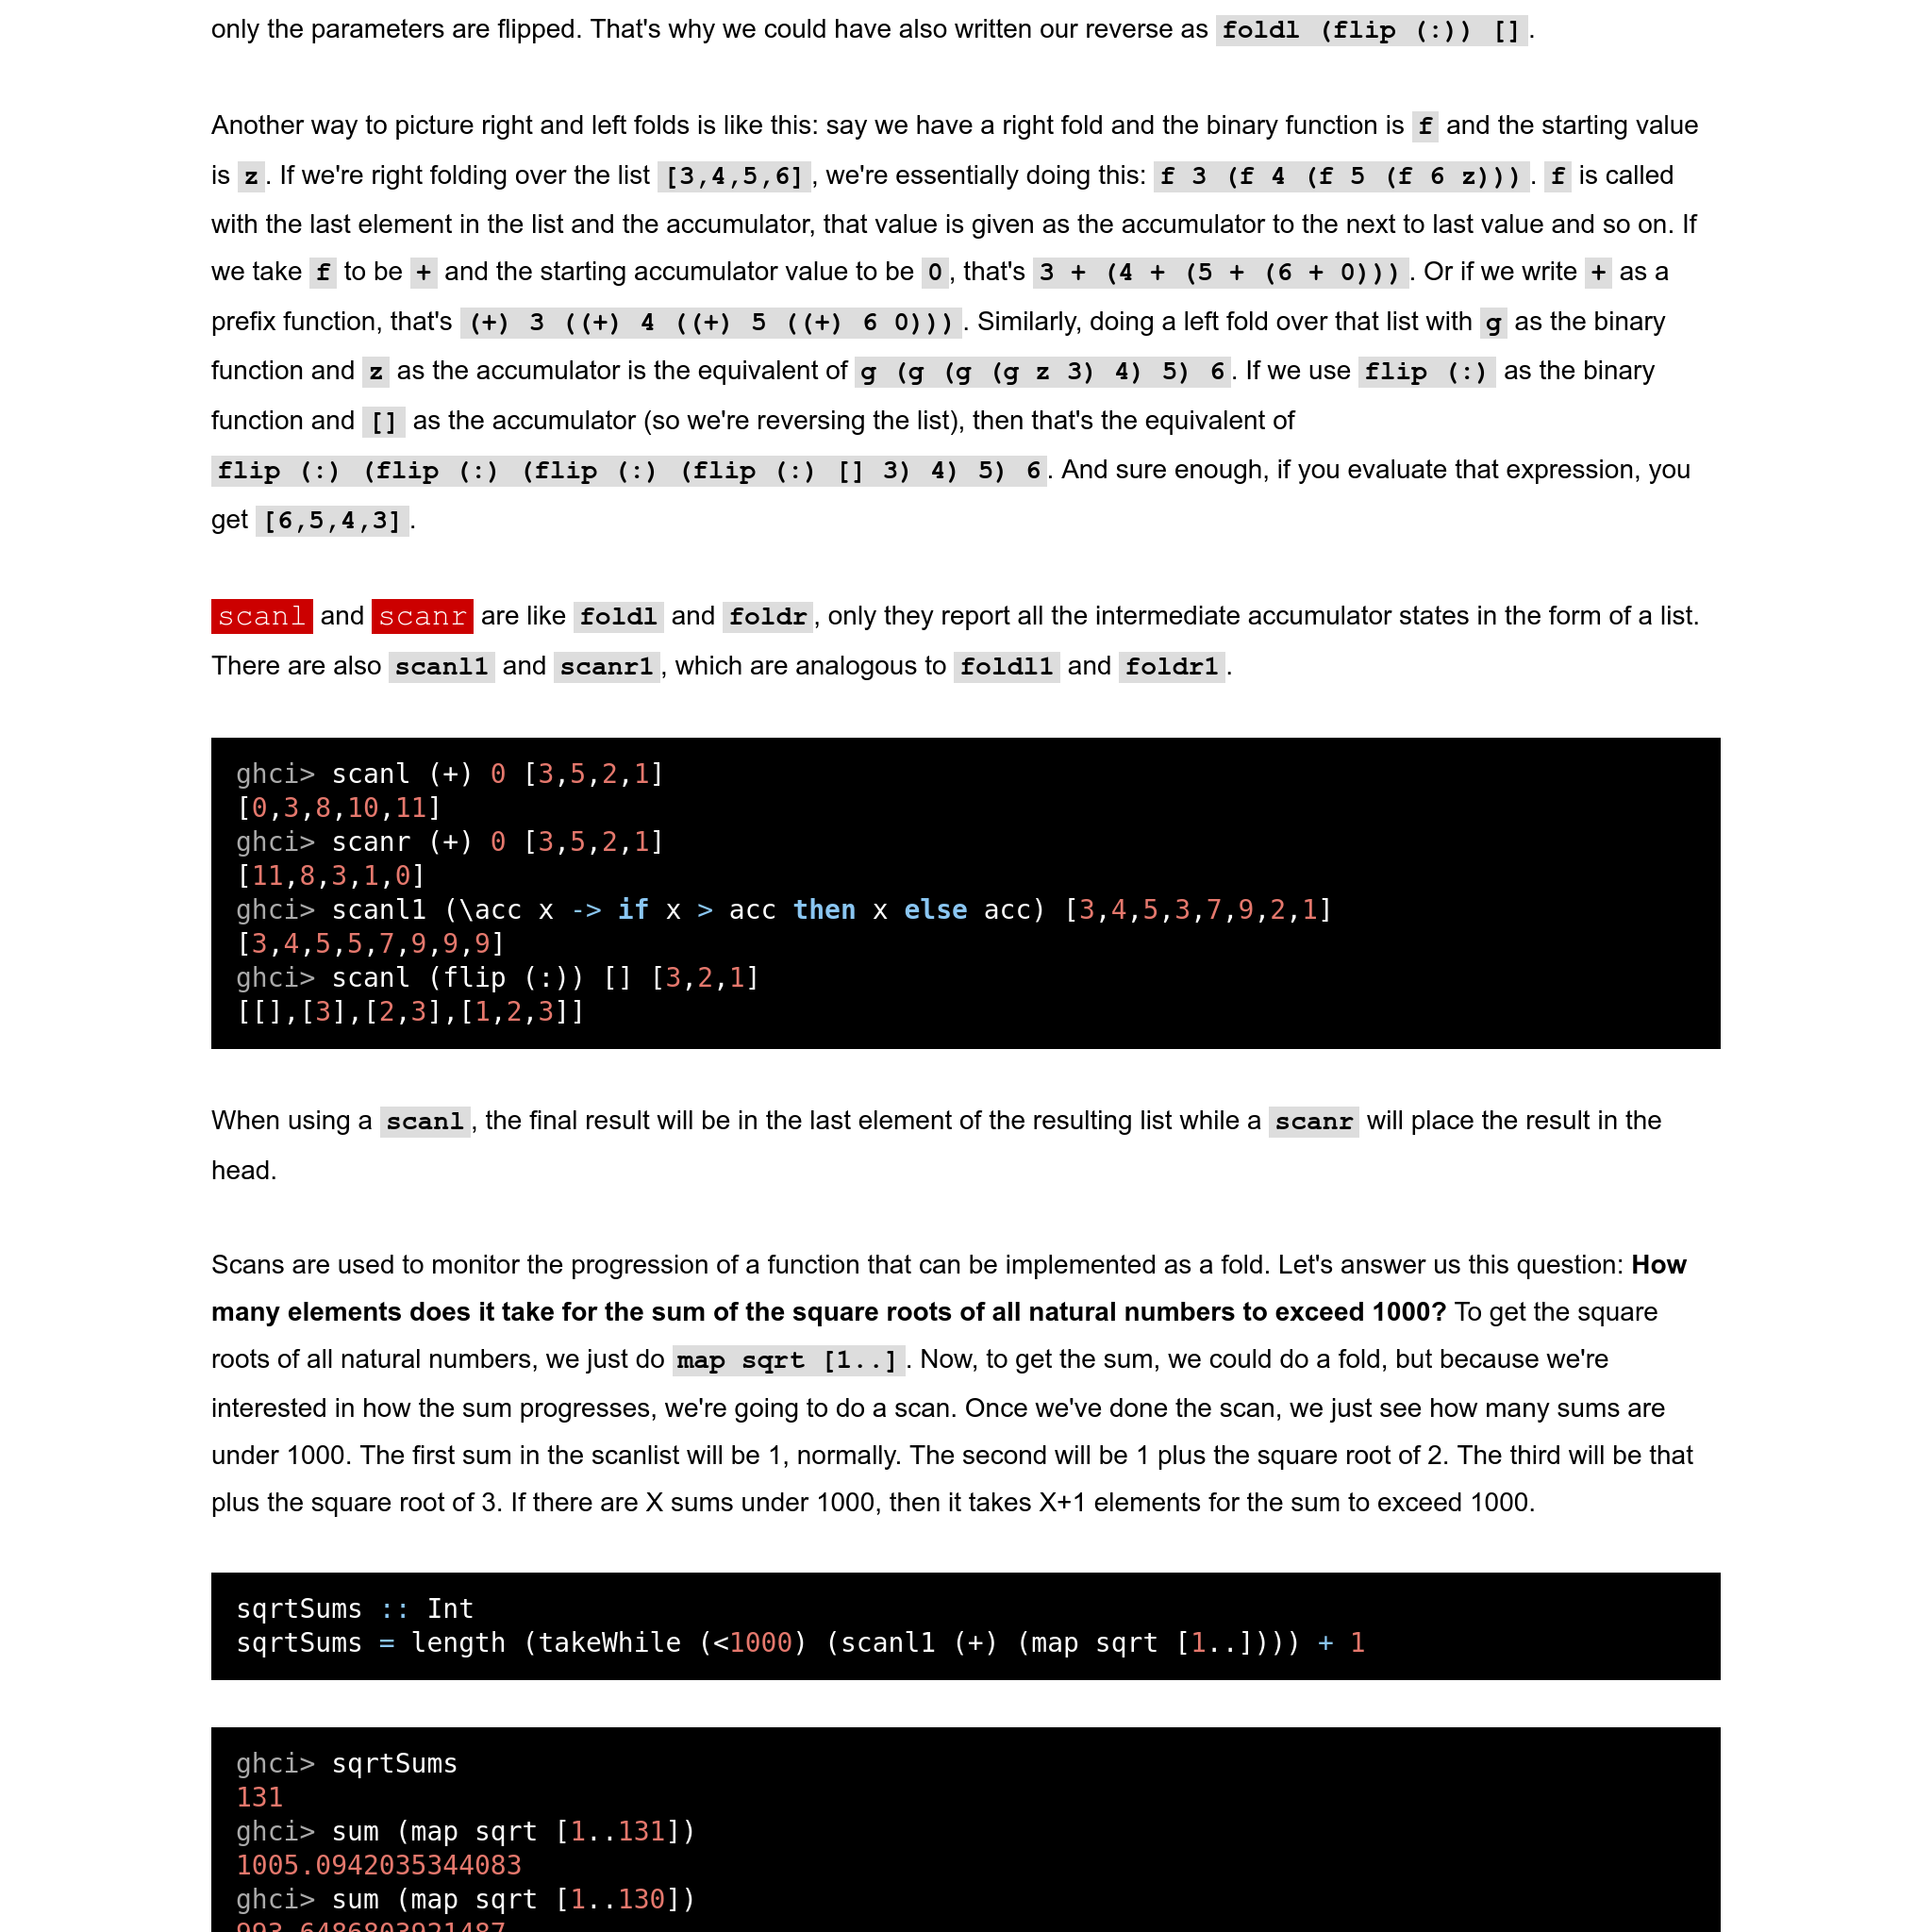 only the parameters are flipped. That's why we could have also written our reverse as foldl (flip (:)) [].
Another way to picture right and left folds is like this: say we have a right fold and the binary function is f and the starting value
is z. If we're right folding over the list [3,4,5,6], we're essentially doing this: f 3 (f 4 (f 5 (f 6 z))). f is called
with the last element in the list and the accumulator, that value is given as the accumulator to the next to last value and so on. If
we take f to be + and the starting accumulator value to be 0, that's 3 + (4 + (5 + (6 + 0))). Or if we write + as a
prefix function, that's (+) 3 ((+) 4 ((+) 5 ((+) 6 0))). Similarly, doing a left fold over that list with g as the binary
function and z as the accumulator is the equivalent of g (g (g (g z 3) 4) 5) 6. If we use flip (:) as the binary
function and [] as the accumulator (so we're reversing the list), then that's the equivalent of
flip (:) (flip (:) (flip (:) (flip (:) [] 3) 4) 5) 6. And sure enough, if you evaluate that expression, you
get [6,5,4,3].
scanl and scanr are like foldl and foldr, only they report all the intermediate accumulator states in the form of a list.
There are also scanl1 and scanr1, which are analogous to foldl1 and foldr1.
ghci> scanl (+) 0 [3,5,2,1]
[0,3,8,10,11]
ghci> scanr (+) 0 [3,5,2,1]
[11,8,3,1,0]
ghci> scanl1 (\acc x -> if x > acc then x else acc) [3,4,5,3,7,9,2,1]
[3,4,5,5,7,9,9,9]
ghci> scanl (flip (:)) [] [3,2,1]
[[],[3],[2,3],[1,2,3]]
When using a scanl, the final result will be in the last element of the resulting list while a scanr will place the result in the
head.
Scans are used to monitor the progression of a function that can be implemented as a fold. Let's answer us this question: How
many elements does it take for the sum of the square roots of all natural numbers to exceed 1000? To get the square
roots of all natural numbers, we just do map sqrt [1..]. Now, to get the sum, we could do a fold, but because we're
interested in how the sum progresses, we're going to do a scan. Once we've done the scan, we just see how many sums are
under 1000. The first sum in the scanlist will be 1, normally. The second will be 1 plus the square root of 2. The third will be that
plus the square root of 3. If there are X sums under 1000, then it takes X+1 elements for the sum to exceed 1000.
sqrtSums :: Int
sqrtSums = length (takeWhile (<1000) (scanl1 (+) (map sqrt [1..]))) + 1
ghci> sqrtSums
131
ghci> sum (map sqrt [1..131])
1005.0942035344083
ghci> sum (map sqrt [1..130])
993.6486803921487